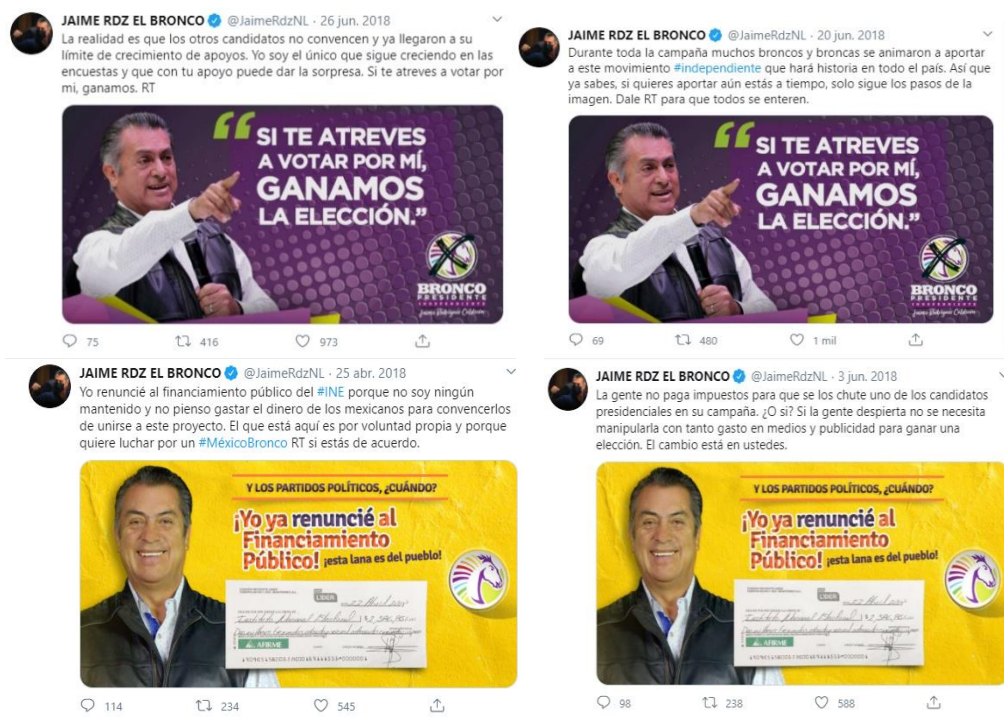 JAIME RDZ EL BRONCO @JaimeRdzNL · 26 jun. 2018
La realidad es que los otros candidatos no convencen y ya llegaron a su
límite de crecimiento de apoyos. Yo soy el único que sigue creciendo en las
encuestas y que con tu apoyo puede dar la sorpresa. Si te atreves a votar por
mi, ganamos. RT
“SI TE ATREVES
A VOTAR POR MÍ,
GANAMOS
LA ELECCIÓN.”
BRONCO
PRESIDENTE
INDEPENDIENTE
Jaime Rodríguez Calderón
75 416 973
JAIME RDZ EL BRONCO @JaimeRdzNL · 20 jun. 2018
Durante toda la campaña muchos broncos y broncas se animaron a aportar
a este movimiento #independiente que hará historia en todo el país. Así que
ya sabes, si quieres aportar aún estás a tiempo, solo sigue los pasos de la
imagen. Dale RT para que todos se enteren.
“SI TE ATREVES
A VOTAR POR MÍ,
GANAMOS
LA ELECCIÓN.”
BRONCO
PRESIDENTE
INDEPENDIENTE
Jaime Rodríguez Calderón
69 480 1 mil
JAIME RDZ EL BRONCO @JaimeRdzNL · 25 abr. 2018
Yo renuncié al financiamiento público del #INE porque no soy ningún
mantenido y no pienso gastar el dinero de los mexicanos para convencerlos
de unirse a este proyecto. El que está aquí es por voluntad propia y porque
quiere luchar por un #MéxicoBronco RT si estás de acuerdo.
Y LOS PARTIDOS POLÍTICOS, ¿CUÁNDO?
¡Yo ya renuncié al
Financiamiento
Público! ¡esta lana es del pueblo!
LÍDER
AFIRME
114 234 545
JAIME RDZ EL BRONCO @JaimeRdzNL · 3 jun. 2018
La gente no paga impuestos para que se los chute uno de los candidatos
presidenciales en su campaña. ¿O si? Si la gente despierta no se necesita
manipularla con tanto gasto en medios y publicidad para ganar una
elección. El cambio está en ustedes.
Y LOS PARTIDOS POLÍTICOS, ¿CUÁNDO?
¡Yo ya renuncié al
Financiamiento
Público! ¡esta lana es del pueblo!
LÍDER
AFIRME
98 238 588